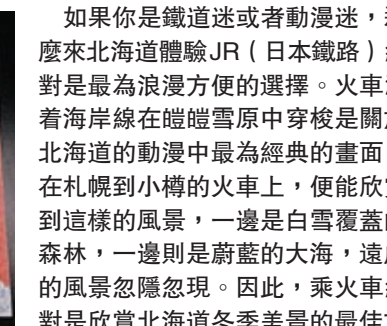 如果你是鐵道迷或者動漫迷，
麼來北海道體驗JR（日本鐵路）
對是最為浪漫方便的選擇。火車
着海岸線在皚皚雪原中穿梭是關
北海道的動漫中最為經典的畫面
在札幌到小樽的火車上，便能欣
到這樣的風景，一邊是白雪覆蓋
森林，一邊則是蔚藍的大海，遠
的風景忽隱忽現。因此，乘火車
對是欣賞北海道冬季美景的最佳